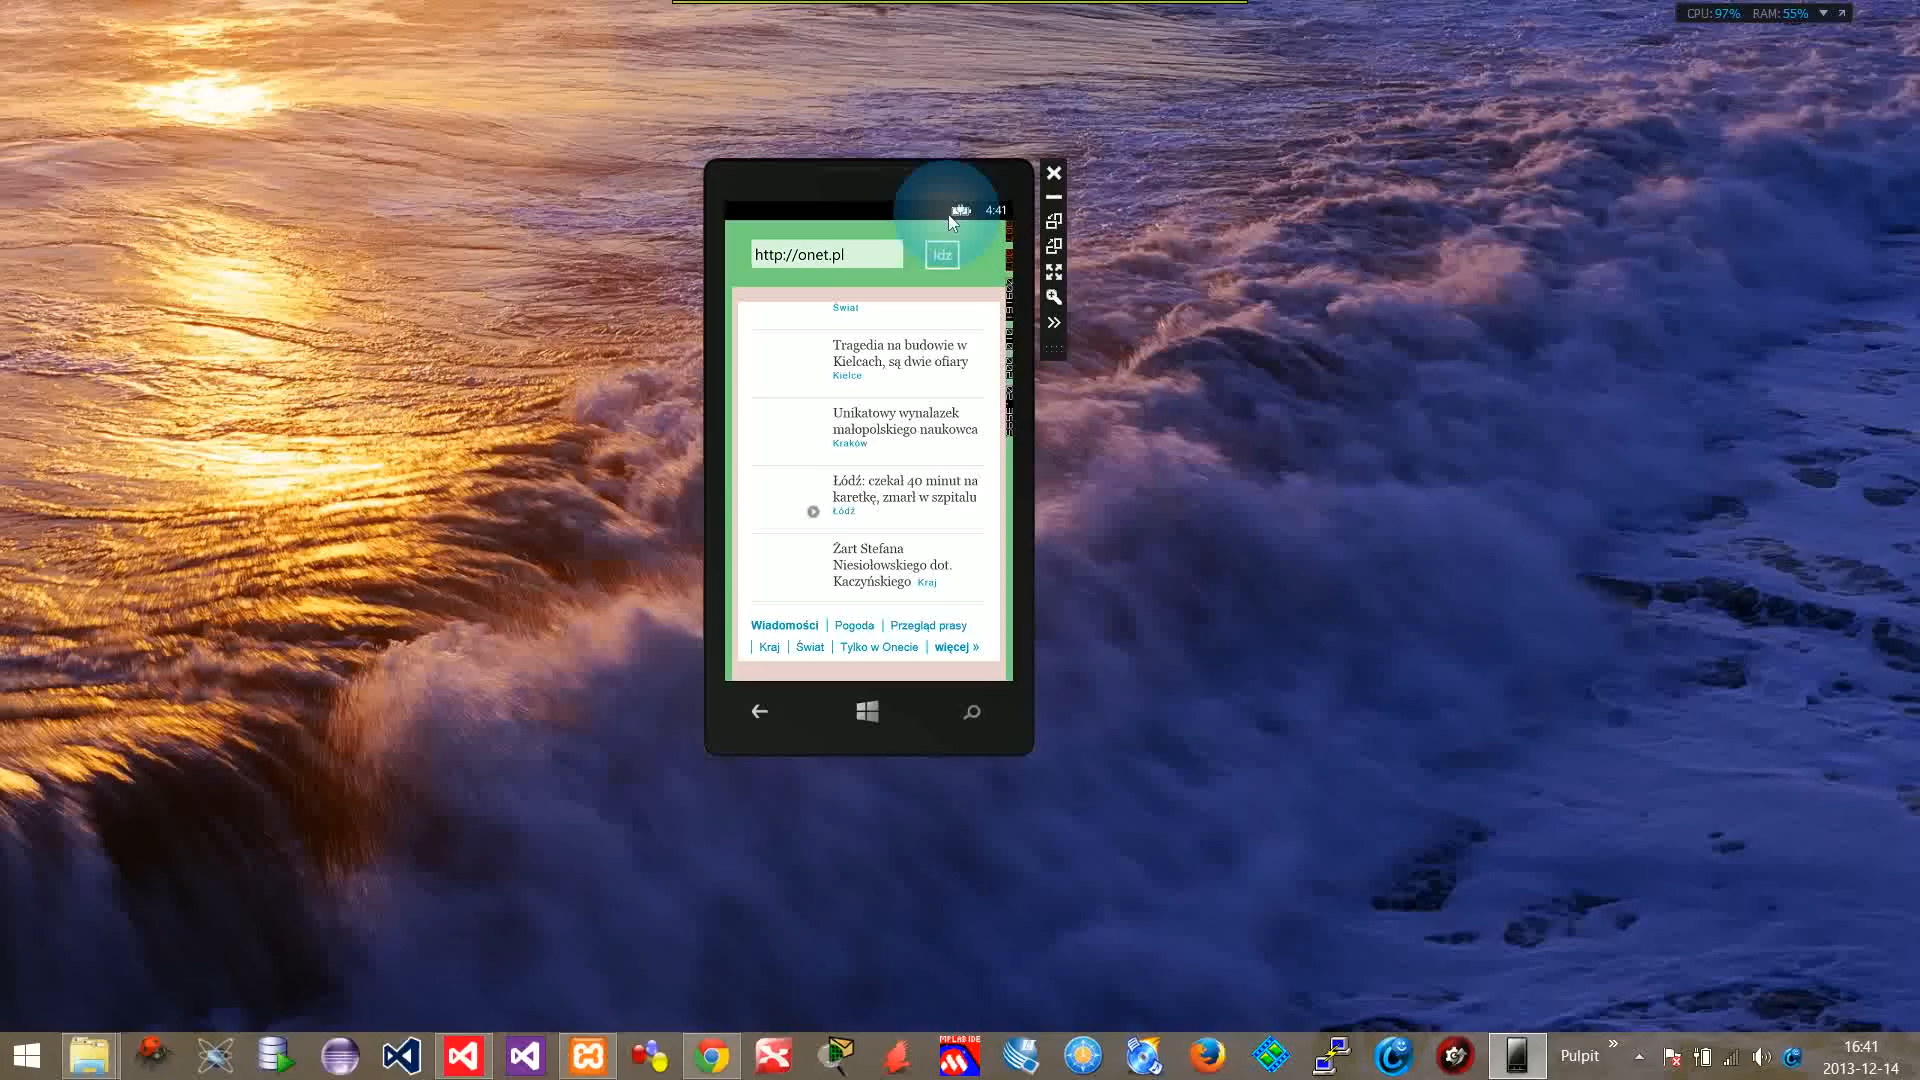 CPU: 97% RAM: 55%
4:41
http://onet.pl
Idź
Świat
Tragedia na budowie w
Kielcach, są dwie ofiary
Kielce
Unikatowy wynalazek
małopolskiego naukowca
Kraków
Łódź: czekał 40 minut na
karetkę, zmarł w szpitalu
Łódź
Żart Stefana
Niesiołowskiego dot.
Kaczyńskiego Kraj
Wiadomości | Pogoda | Przegląd prasy
| Kraj | Świat | Tylko w Onecie | więcej »
MPLAB IDE
Pulpit
16:41
2013-12-14